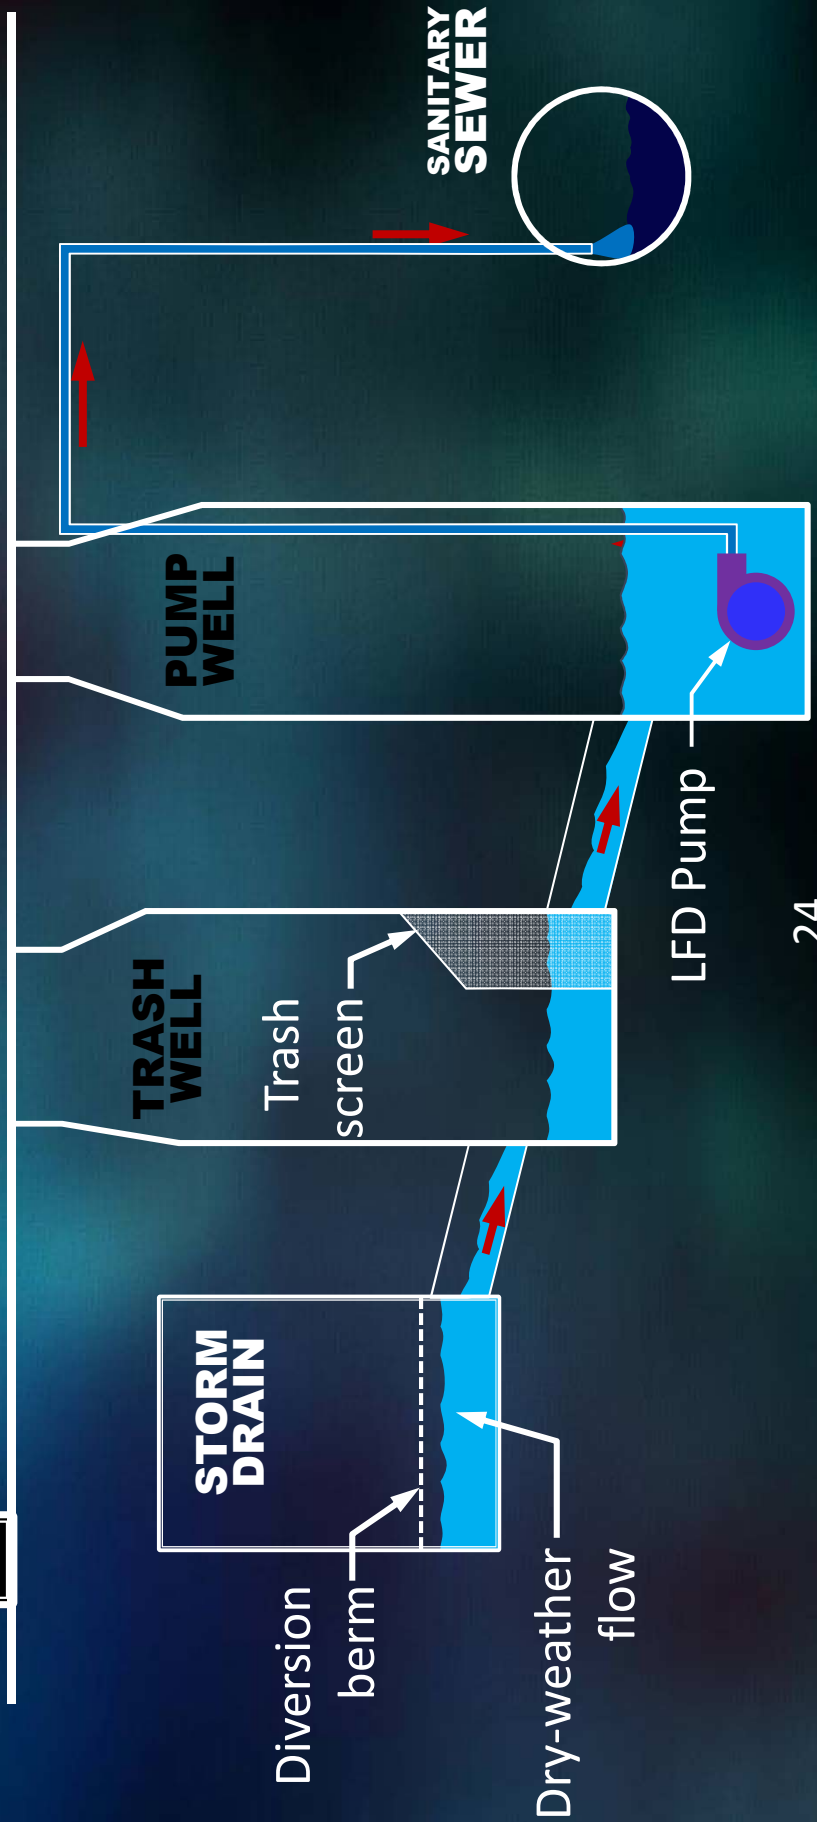 STORM
DRAIN
Diversion
berm
Dry-weather
flow
TRASH
WELL
Trash
screen
PUMP
WELL
LFD Pump
SANITARY
SEWER
24